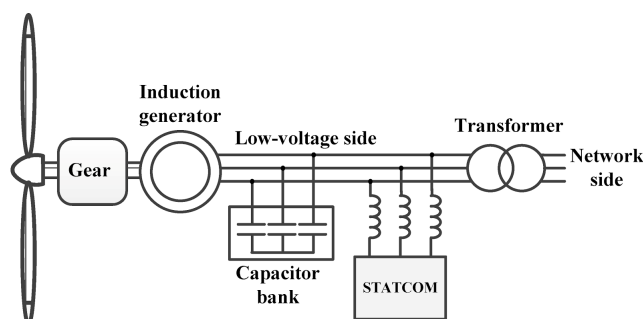 Induction
generator
Low-voltage side
Transformer
Gear
Network
side
Capacitor
bank
STATCOM